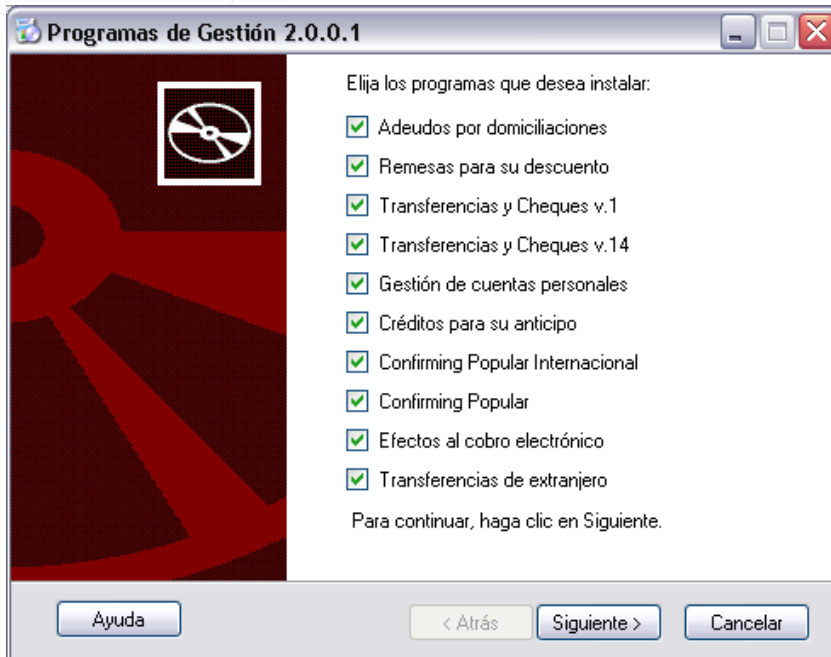 Programas de Gestión 2.0.0.1
Elija los programas que desea instalar:
Adeudos por domiciliaciones
Remesas para su descuento
Transferencias y Cheques v.1
Transferencias y Cheques v.14
Gestión de cuentas personales
Créditos para su anticipo
Confirming Popular Internacional
Confirming Popular
Efectos al cobro electrónico
Transferencias de extranjero
Para continuar, haga clic en Siguiente.
Ayuda < Atrás Siguiente > Cancelar